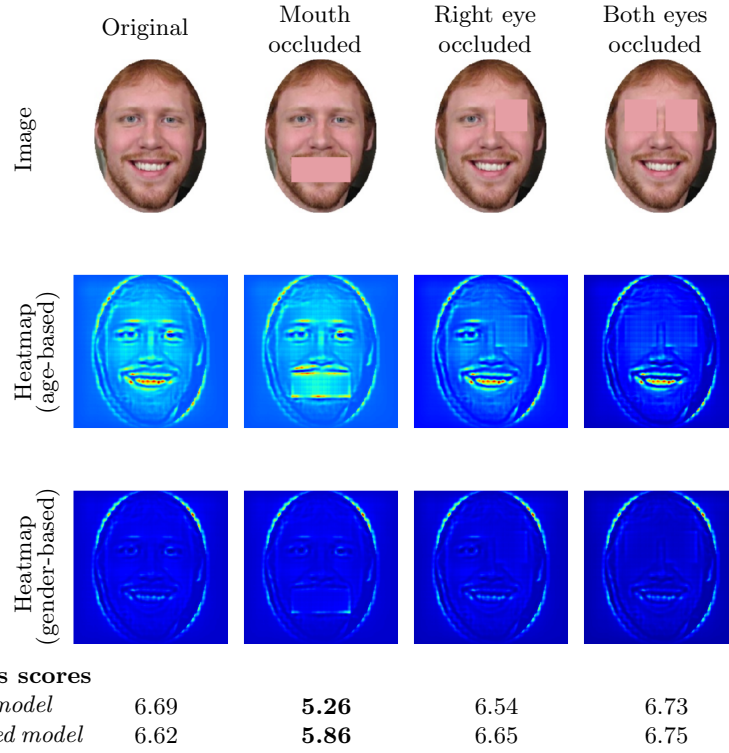 Original
Mouth
occluded
Right eye
occluded
Both eyes
occluded
Image
Heatmap
(age-based)
Heatmap
(gender-based)
scores
model 6.69 5.26 6.54 6.73
model 6.62 5.86 6.65 6.75